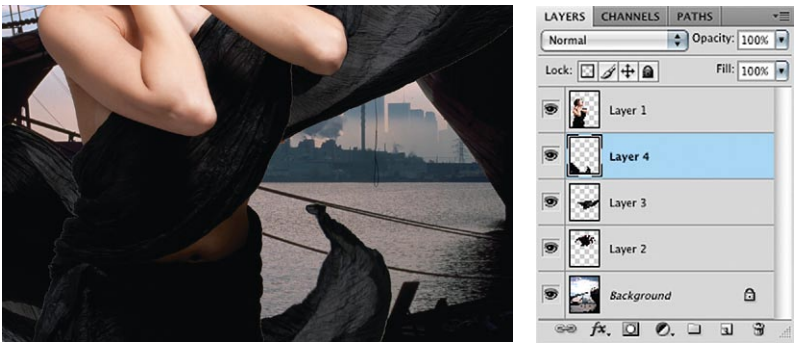 LAYERS CHANNELS PATHS
Normal Opacity: 100%
Lock: Fill: 100%
Layer 1
Layer 4
Layer 3
Layer 2
Background
fx.